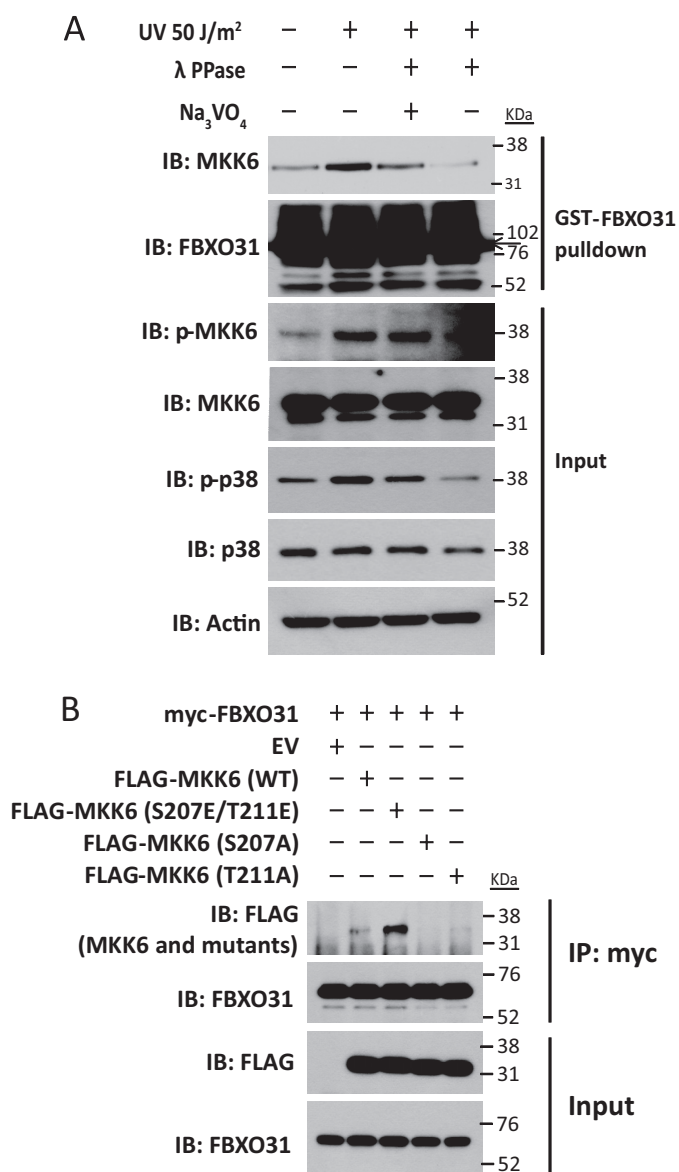 A
UV 50 J/m² − + + +
λ PPase − − + +
Na₃VO₄ − − + −
KDa
IB: MKK6
38
31
IB: FBXO31
102
76
52
GST-FBXO31
pulldown
IB: p-MKK6
38
IB: MKK6
38
31
IB: p-p38
38
Input
IB: p38
38
IB: Actin
52
B
myc-FBXO31 + + + + +
EV + − − − −
FLAG-MKK6 (WT) − + − − −
FLAG-MKK6 (S207E/T211E) − − + − −
FLAG-MKK6 (S207A) − − − + −
FLAG-MKK6 (T211A) − − − − +
KDa
IB: FLAG
(MKK6 and mutants)
38
31
IP: myc
IB: FBXO31
76
52
IB: FLAG
38
31
Input
IB: FBXO31
76
52